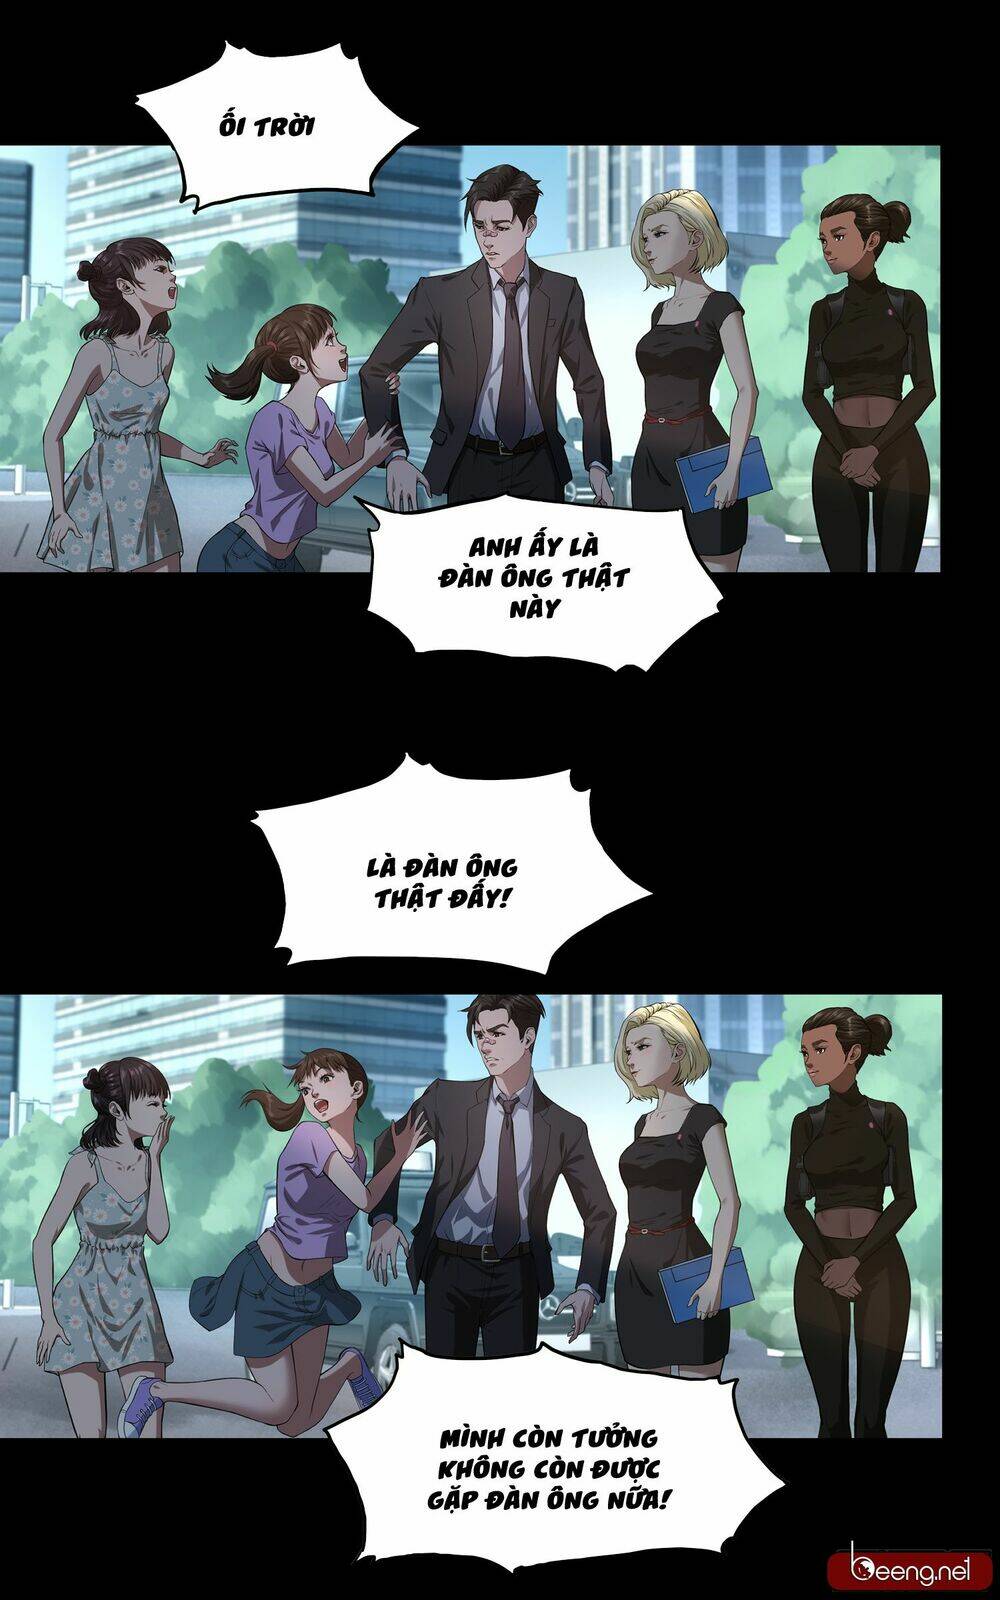 ỐI TRỜI
ANH ẤY LÀ
ĐÀN ÔNG THẬT
NÀY
LÀ ĐÀN ÔNG
THẬT ĐẤY!
MÌNH CÒN TƯỞNG
KHÔNG CÒN ĐƯỢC
GẶP ĐÀN ÔNG NỮA!
beeng.net